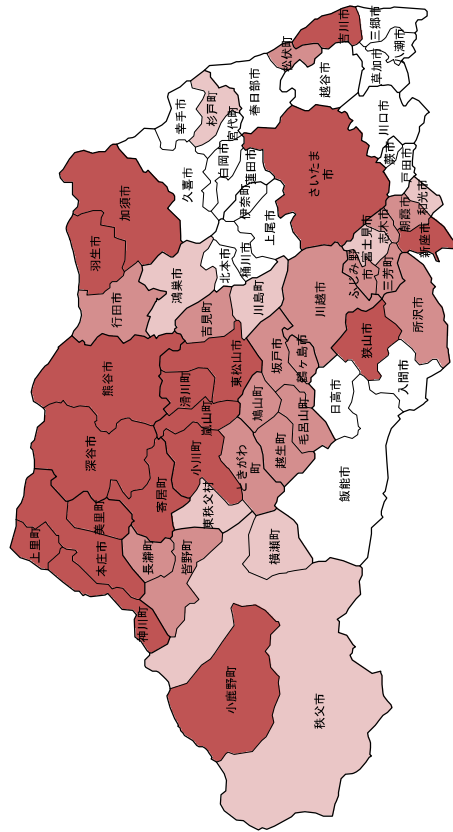 三郷市
八潮市
吉川市
草加市
松伏町
越谷市
川口市
春日部市
蕨市
戸田市
杉戸町
宮代町
幸手市
白岡市
蓮田市
さいたま
市
和光市
朝霞市
新座市
志木市
富士見市
久喜市
伊奈町
上尾市
加須市
桶川市
北本市
ふじみ野
市
三芳町
羽生市
鴻巣市
川島町
川越市
所沢市
行田市
吉見町
狭山市
坂戸市
鶴ヶ島市
入間市
熊谷市
東松山市
滑川町
嵐山町
鳩山町
毛呂山町
日高市
深谷市
小川町
ときがわ
町
越生町
飯能市
寄居町
東秩父村
美里町
上里町
本庄市
長瀞町
皆野町
横瀬町
神川町
小鹿野町
秩父市